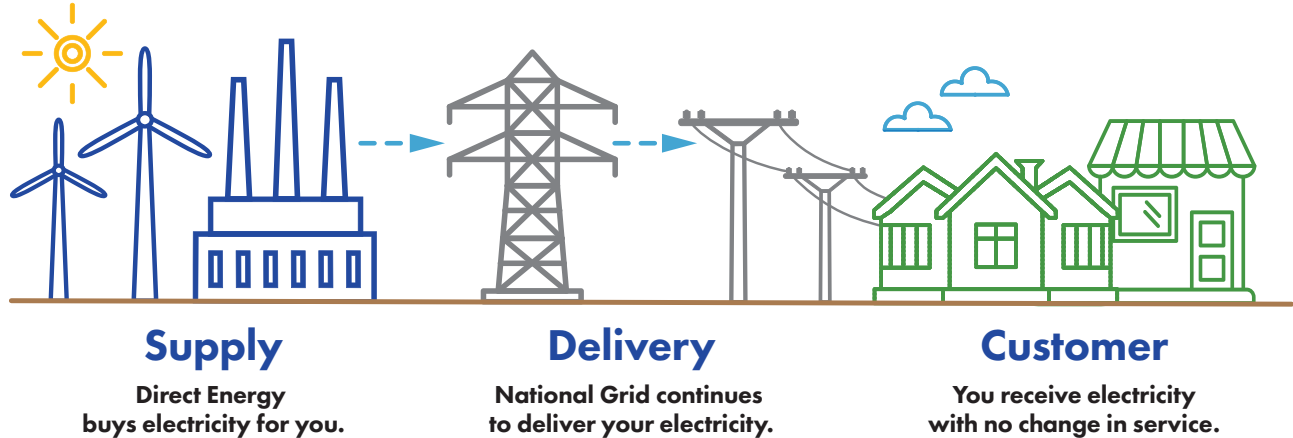 Supply
Direct Energy
buys electricity for you.
Delivery
National Grid continues
to deliver your electricity.
Customer
You receive electricity
with no change in service.